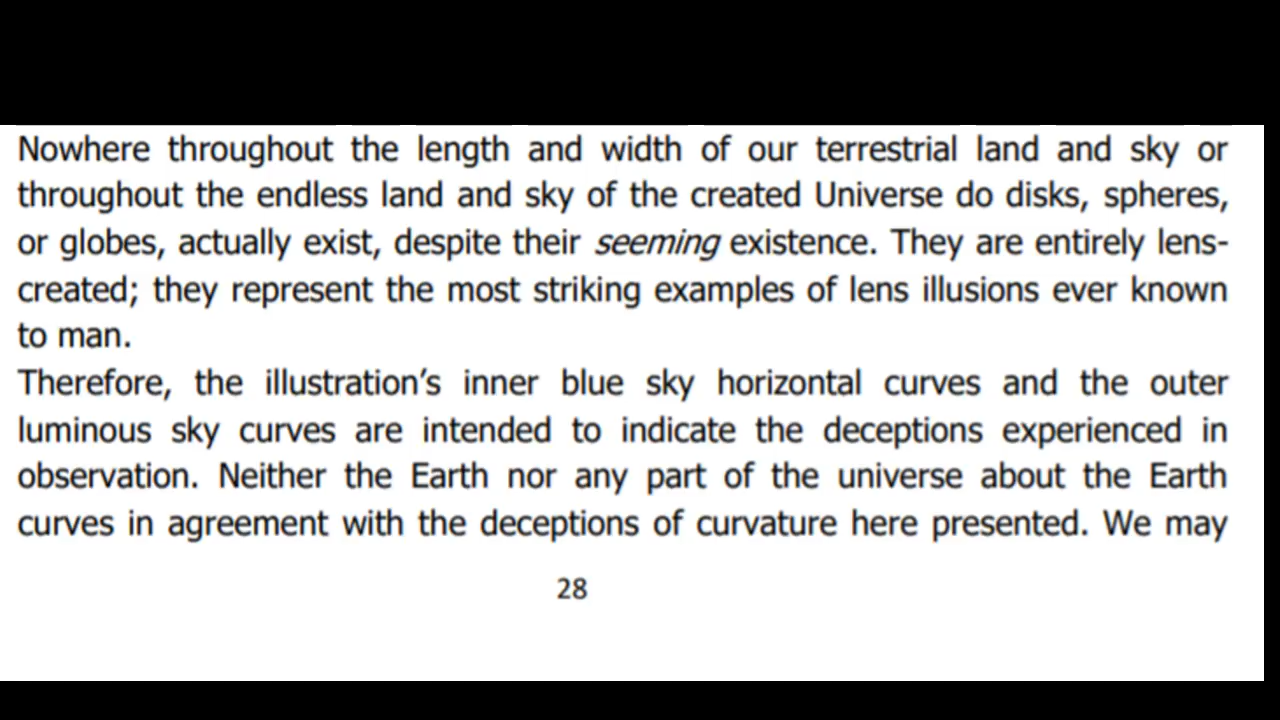 Nowhere throughout the length and width of our terrestrial land and sky or
throughout the endless land and sky of the created Universe do disks, spheres,
or globes, actually exist, despite their seeming existence. They are entirely lens-
created; they represent the most striking examples of lens illusions ever known
to man.
Therefore, the illustration’s inner blue sky horizontal curves and the outer
luminous sky curves are intended to indicate the deceptions experienced in
observation. Neither the Earth nor any part of the universe about the Earth
curves in agreement with the deceptions of curvature here presented. We may
28